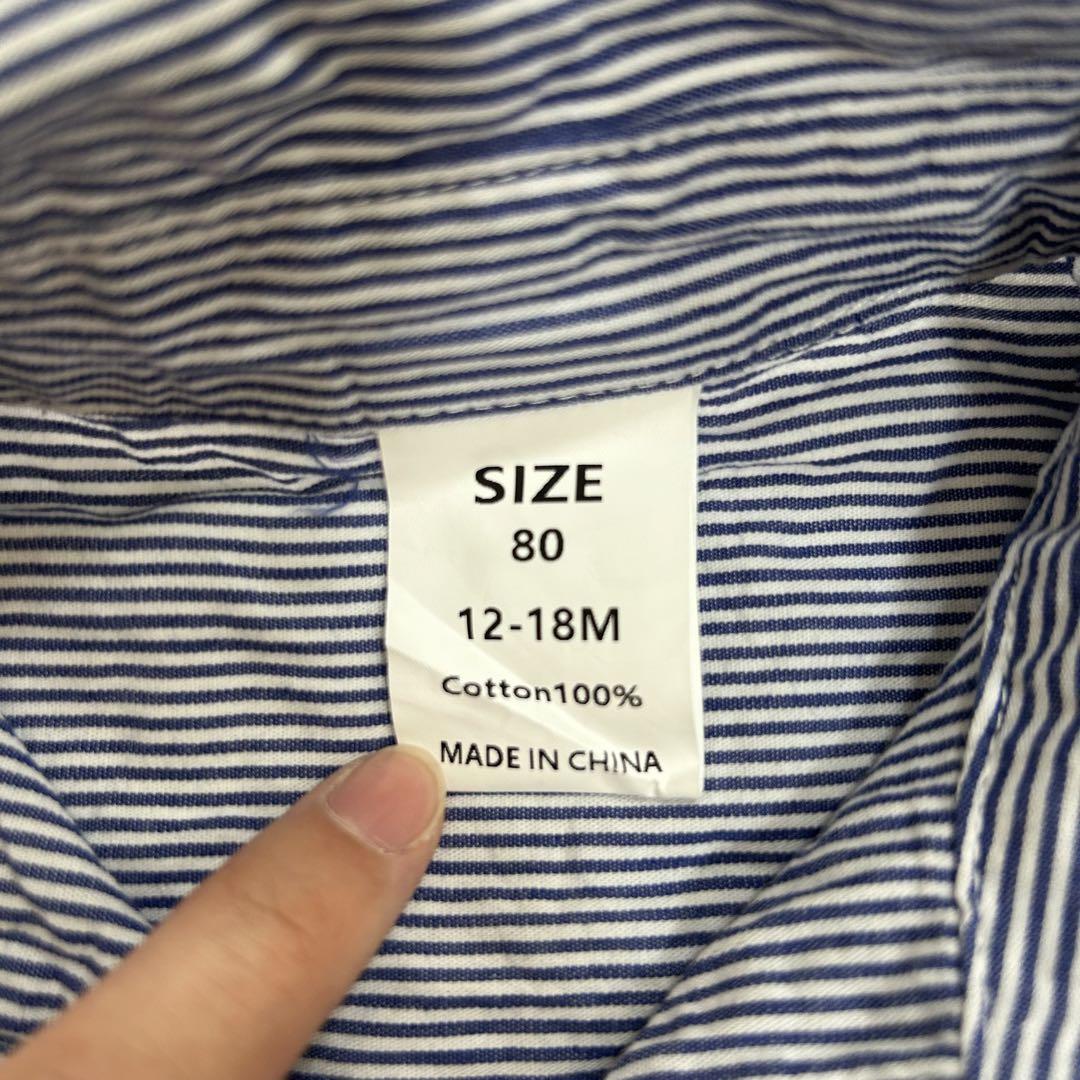 SIZE
80
12-18M
Cotton100%
MADE IN CHINA